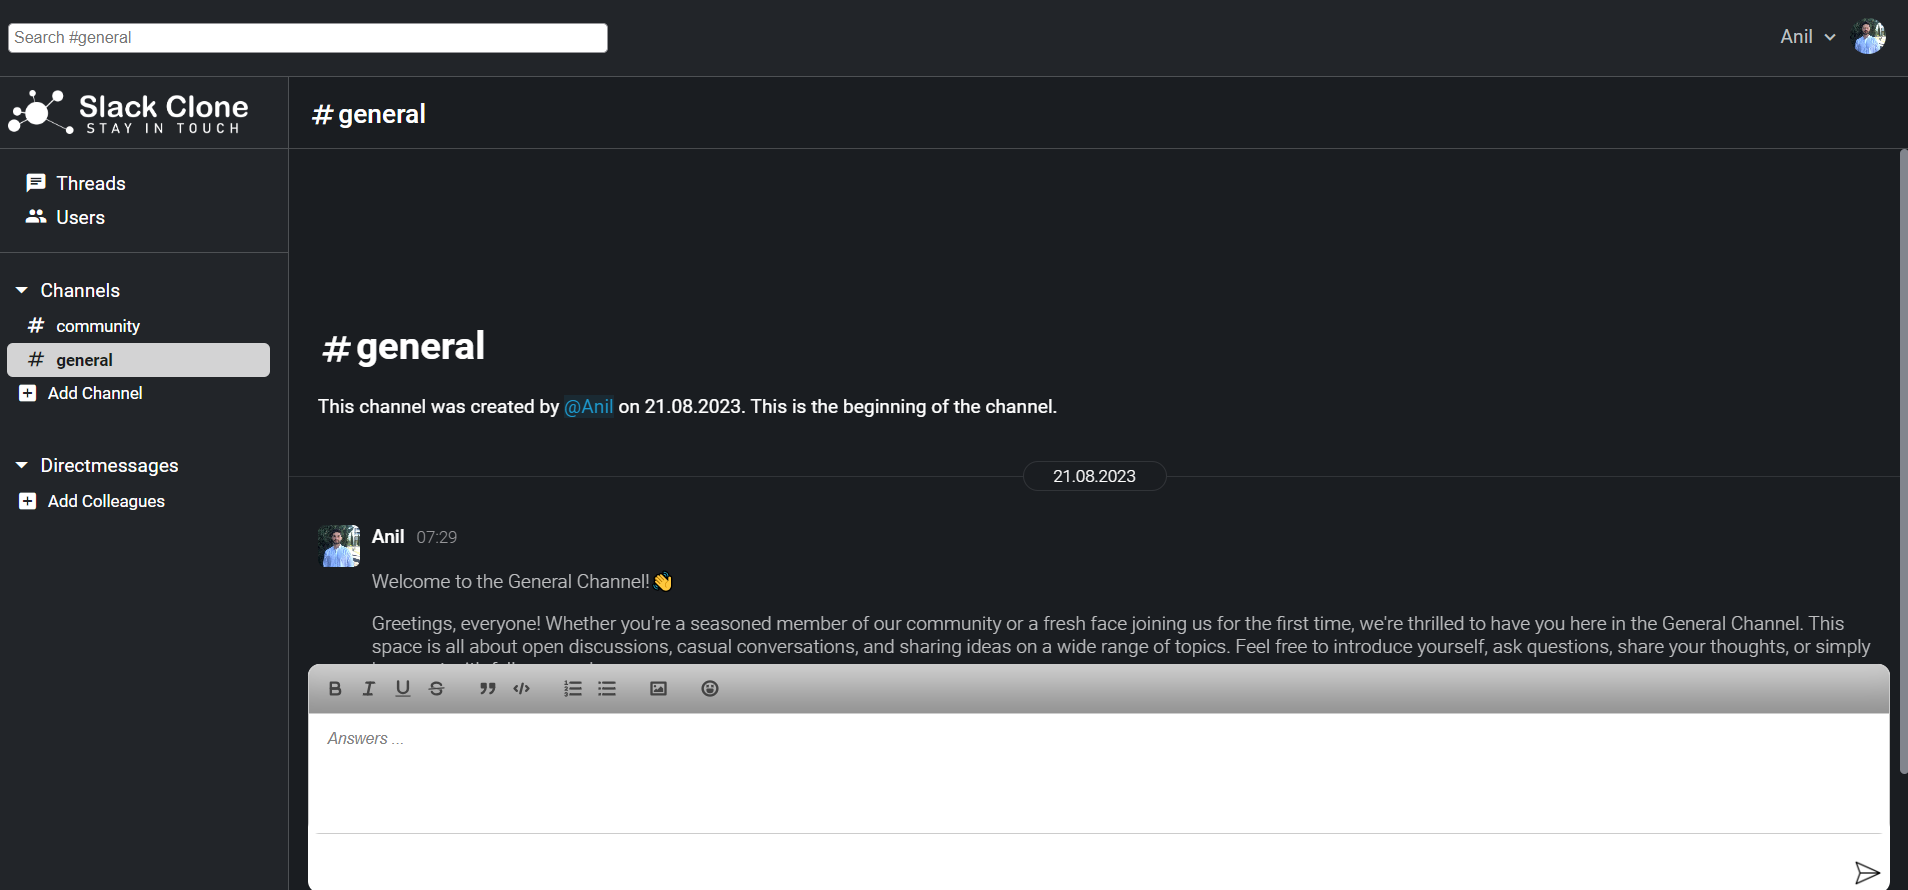 Search #general
Anil
Slack Clone
STAY IN TOUCH
# general
Threads
Users
Channels
# community
# general
Add Channel
Directmessages
Add Colleagues
# general
This channel was created by @Anil on 21.08.2023. This is the beginning of the channel.
21.08.2023
Anil 07:29
Welcome to the General Channel!👋
Greetings, everyone! Whether you're a seasoned member of our community or a fresh face joining us for the first time, we're thrilled to have you here in the General Channel. This
space is all about open discussions, casual conversations, and sharing ideas on a wide range of topics. Feel free to introduce yourself, ask questions, share your thoughts, or simply
B I U S
Answers ...